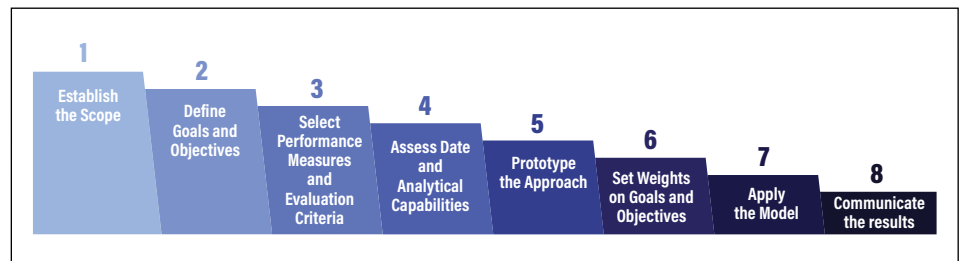 1
Establish
the Scope
2
Define
Goals and
Objectives
3
Select
Performance
Measures
and
Evaluation
Criteria
4
Assess Date
and
Analytical
Capabilities
5
Prototype
the Approach
6
Set Weights
on Goals and
Objectives
7
Apply
the Model
8
Communicate
the results